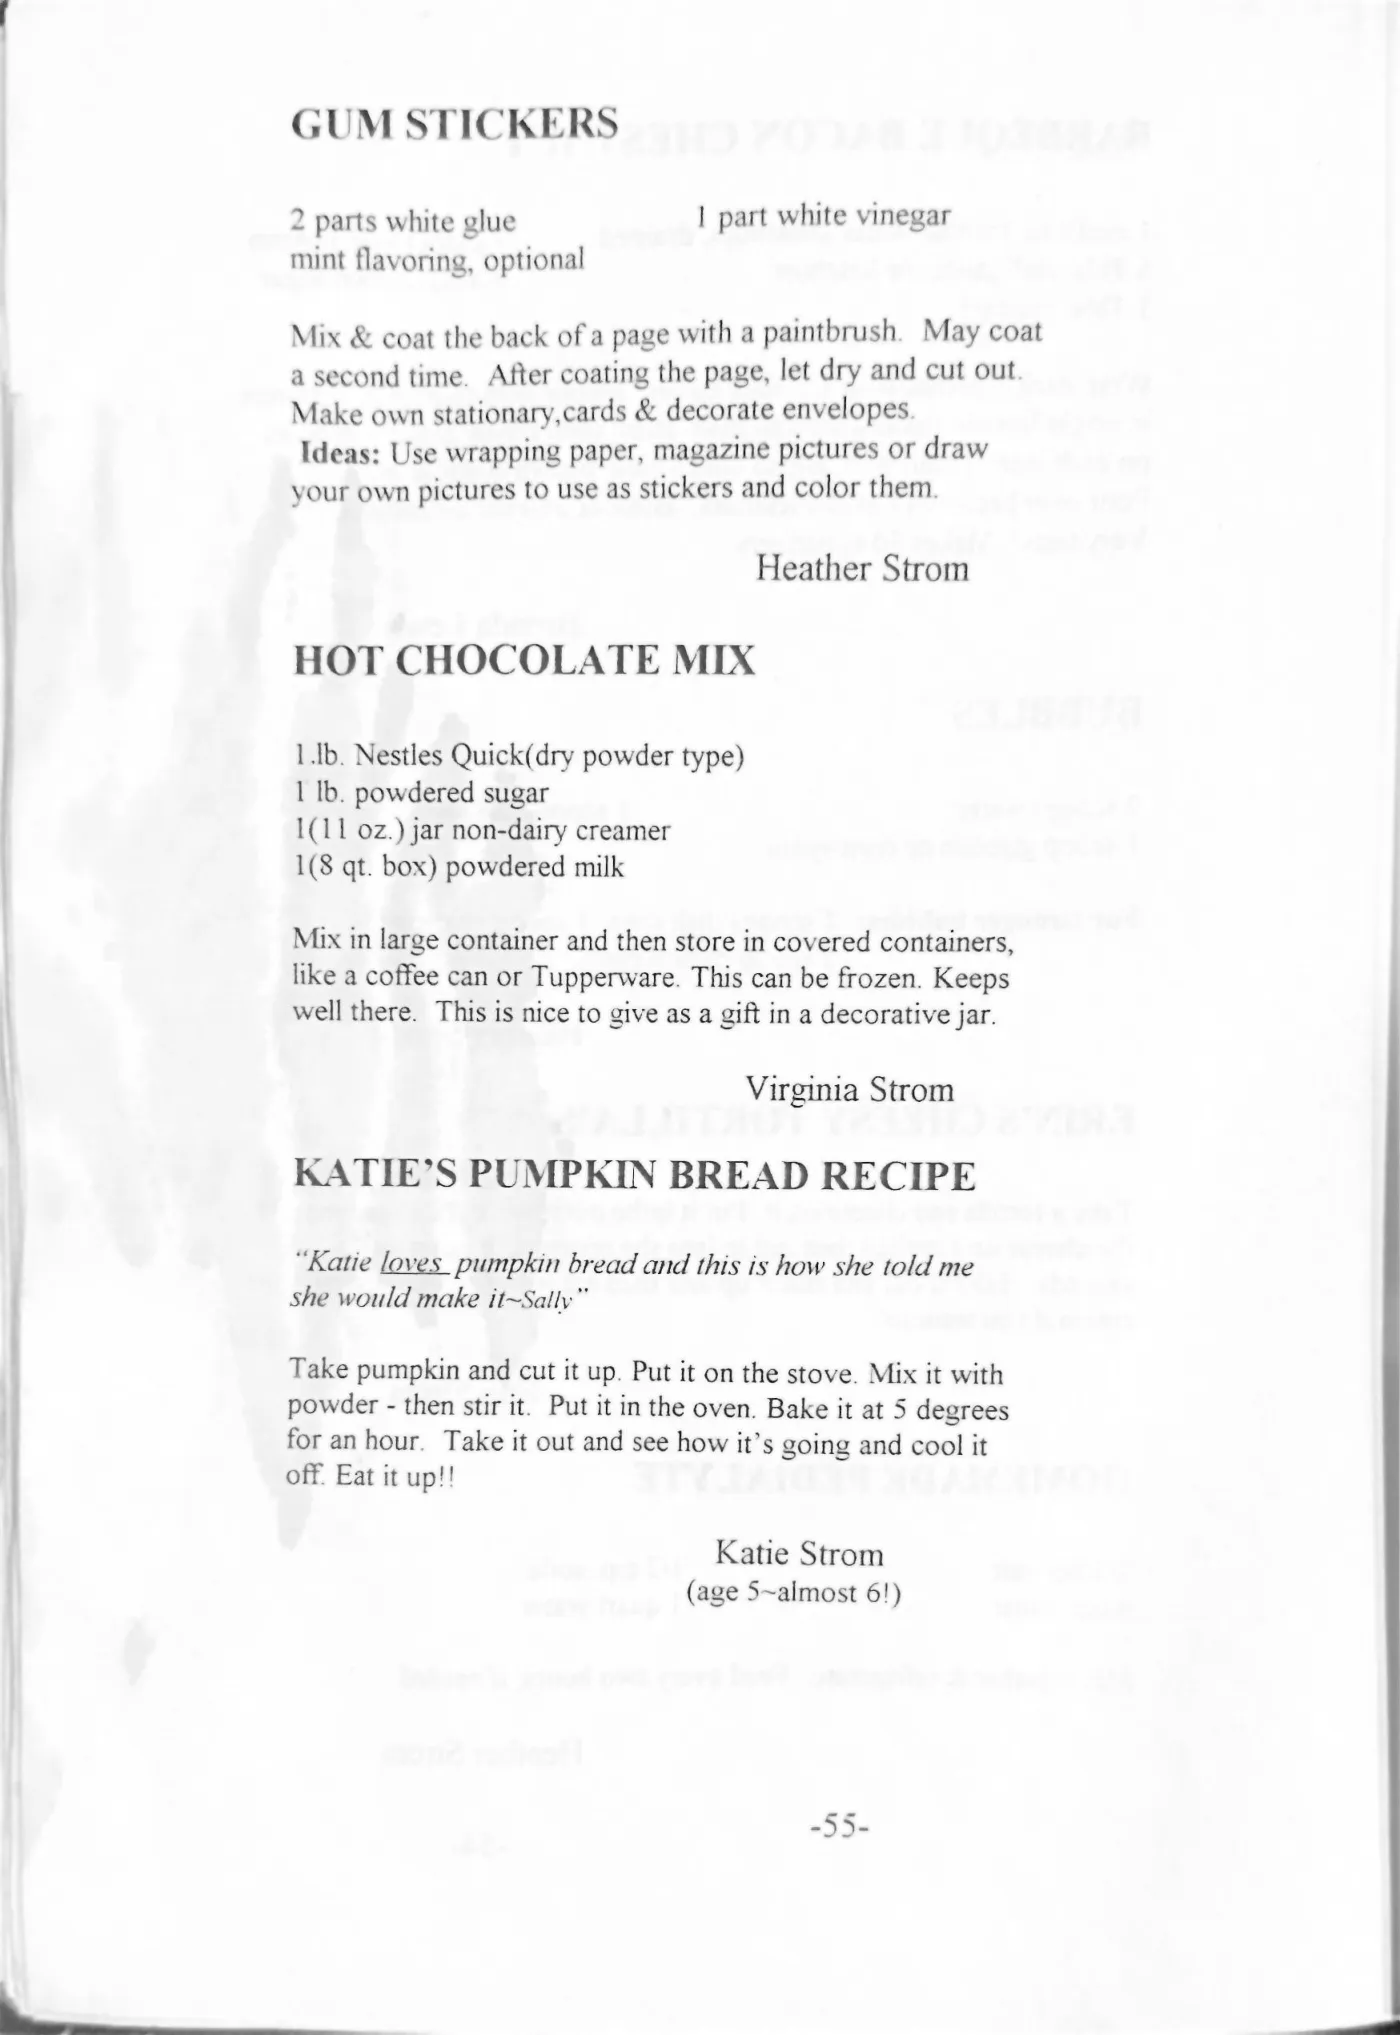 GUM STICKERS
2 parts white glue 1 part white vinegar
mint flavoring, optional
Mix & coat the back of a page with a paintbrush. May coat
a second time. After coating the page, let dry and cut out.
Make own stationary,cards & decorate envelopes.
Ideas: Use wrapping paper, magazine pictures or draw
your own pictures to use as stickers and color them.
Heather Strom
HOT CHOCOLATE MIX
1.lb. Nestles Quick(dry powder type)
1 lb. powdered sugar
1(11 oz.) jar non-dairy creamer
1(8 qt. box) powdered milk
Mix in large container and then store in covered containers,
like a coffee can or Tupperware. This can be frozen. Keeps
well there. This is nice to give as a gift in a decorative jar.
Virginia Strom
KATIE'S PUMPKIN BREAD RECIPE
"Katie loves pumpkin bread and this is how she told me
she would make it~Sally"
Take pumpkin and cut it up. Put it on the stove. Mix it with
powder - then stir it. Put it in the oven. Bake it at 5 degrees
for an hour. Take it out and see how it's going and cool it
off. Eat it up!!
Katie Strom
(age 5~almost 6!)
-55-